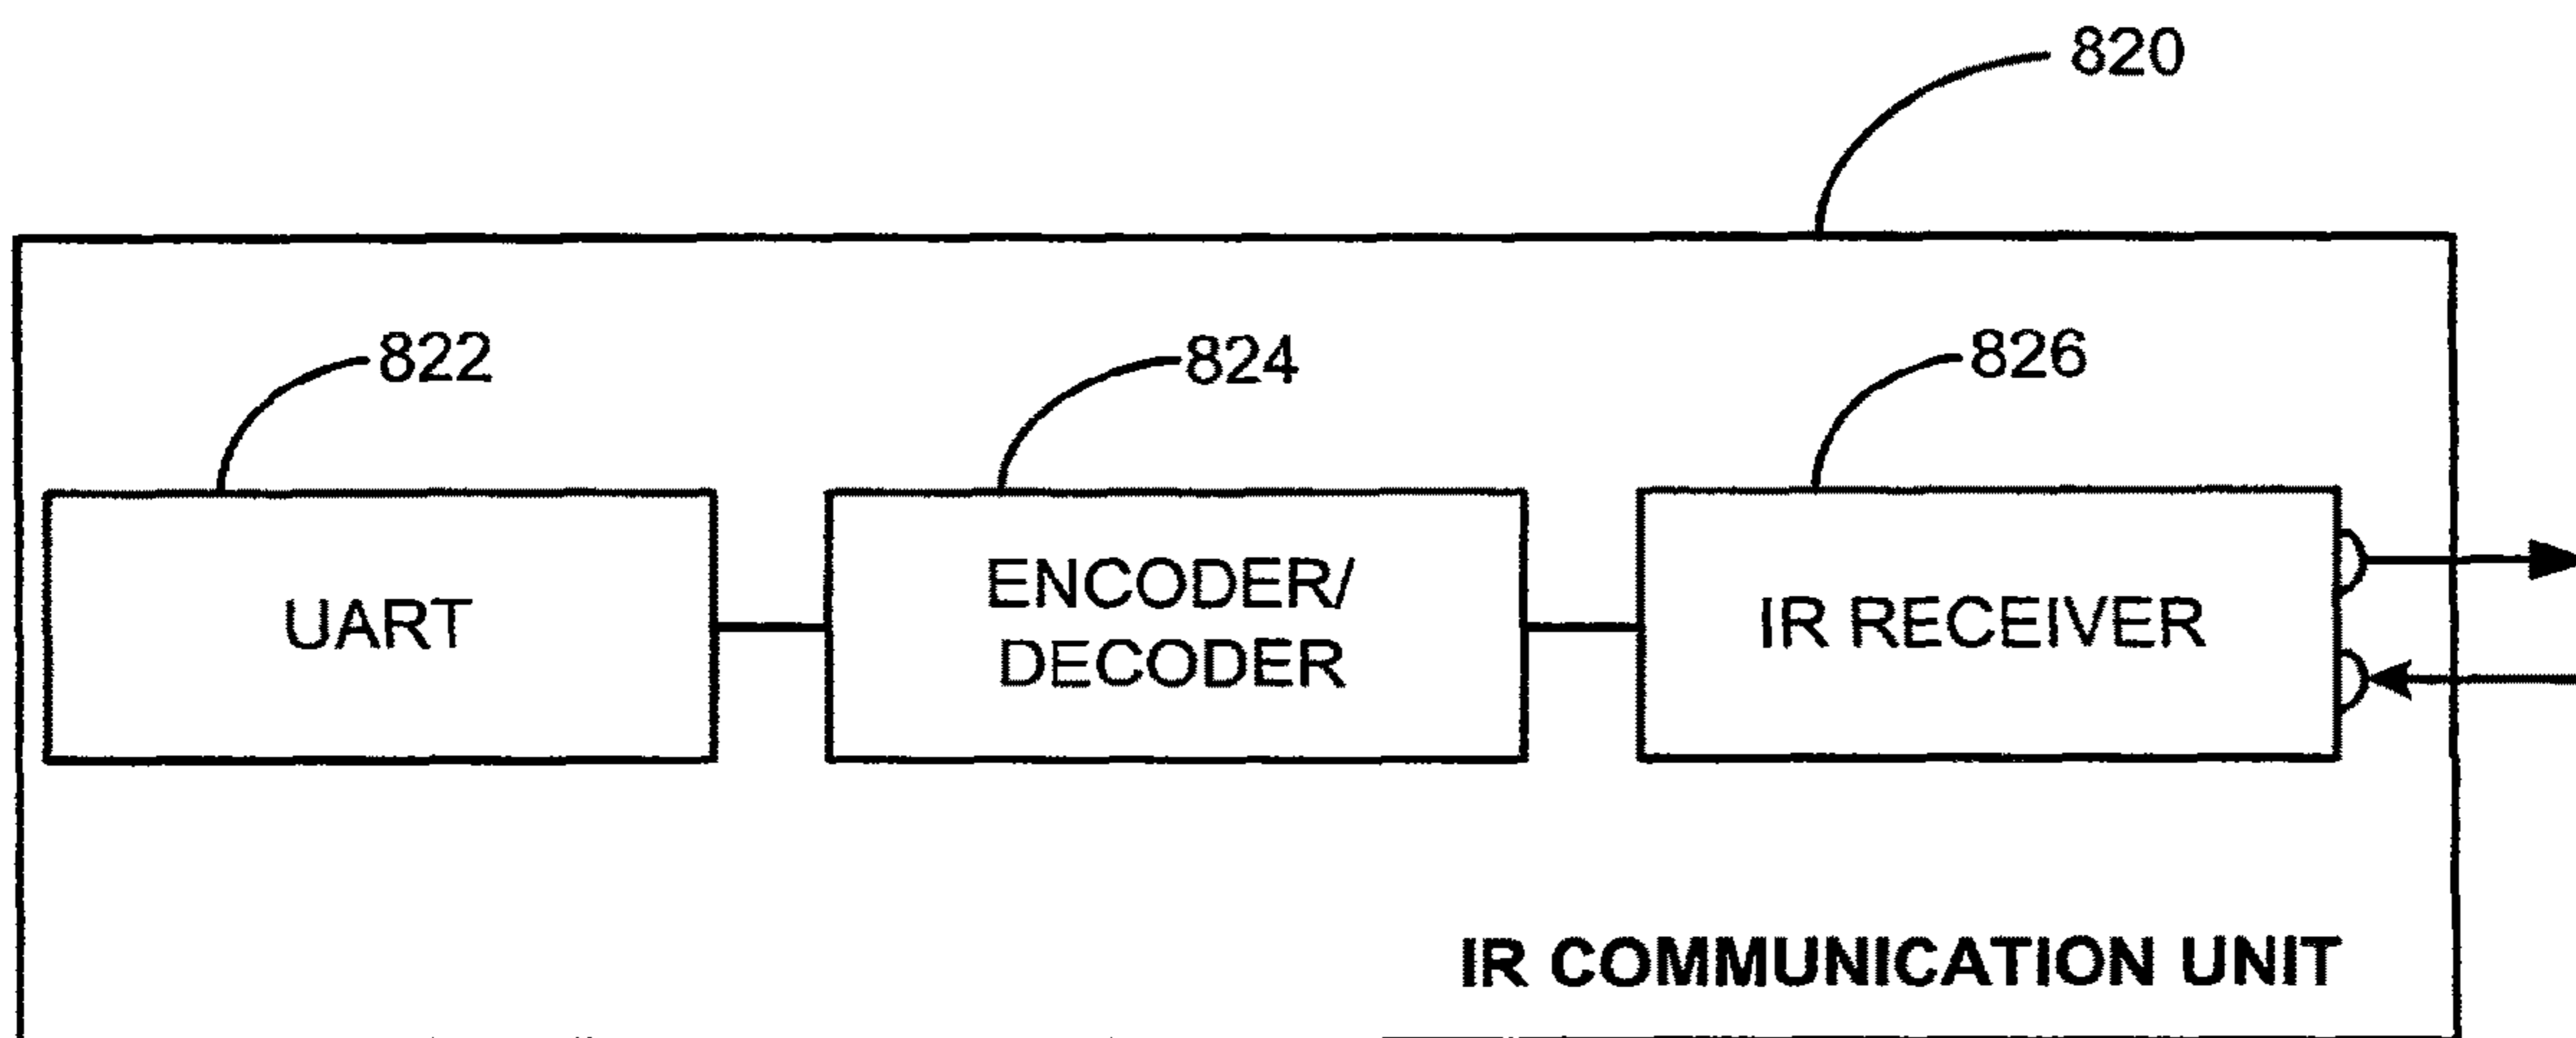 820
822
824
826
UART
ENCODER/
DECODER
IR RECEIVER
IR COMMUNICATION UNIT